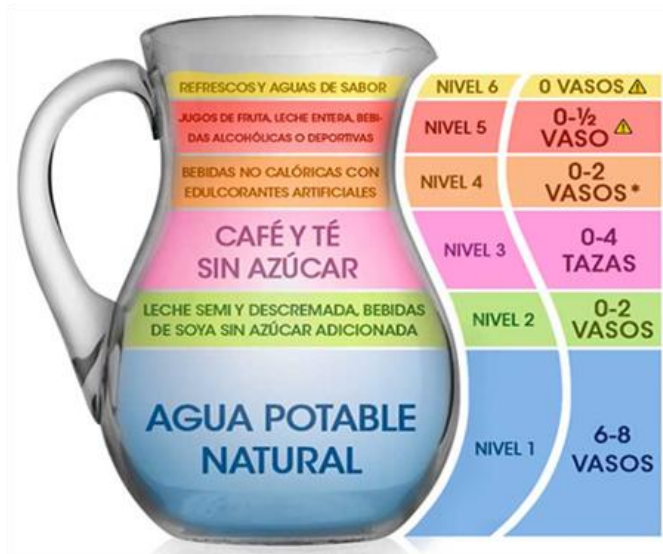 REFRESCOS Y AGUAS DE SABOR
NIVEL 6
0 VASOS
JUGOS DE FRUTA, LECHE ENTERA, BEBI-
DAS ALCOHÓLICAS O DEPORTIVAS
NIVEL 5
0-½
VASO
BEBIDAS NO CALÓRICAS CON
EDULCORANTES ARTIFICIALES
NIVEL 4
0-2
VASOS*
CAFÉ Y TÉ
SIN AZÚCAR
NIVEL 3
0-4
TAZAS
LECHE SEMI Y DESCREMADA, BEBIDAS
DE SOYA SIN AZÚCAR ADICIONADA
NIVEL 2
0-2
VASOS
AGUA POTABLE
NATURAL
NIVEL 1
6-8
VASOS